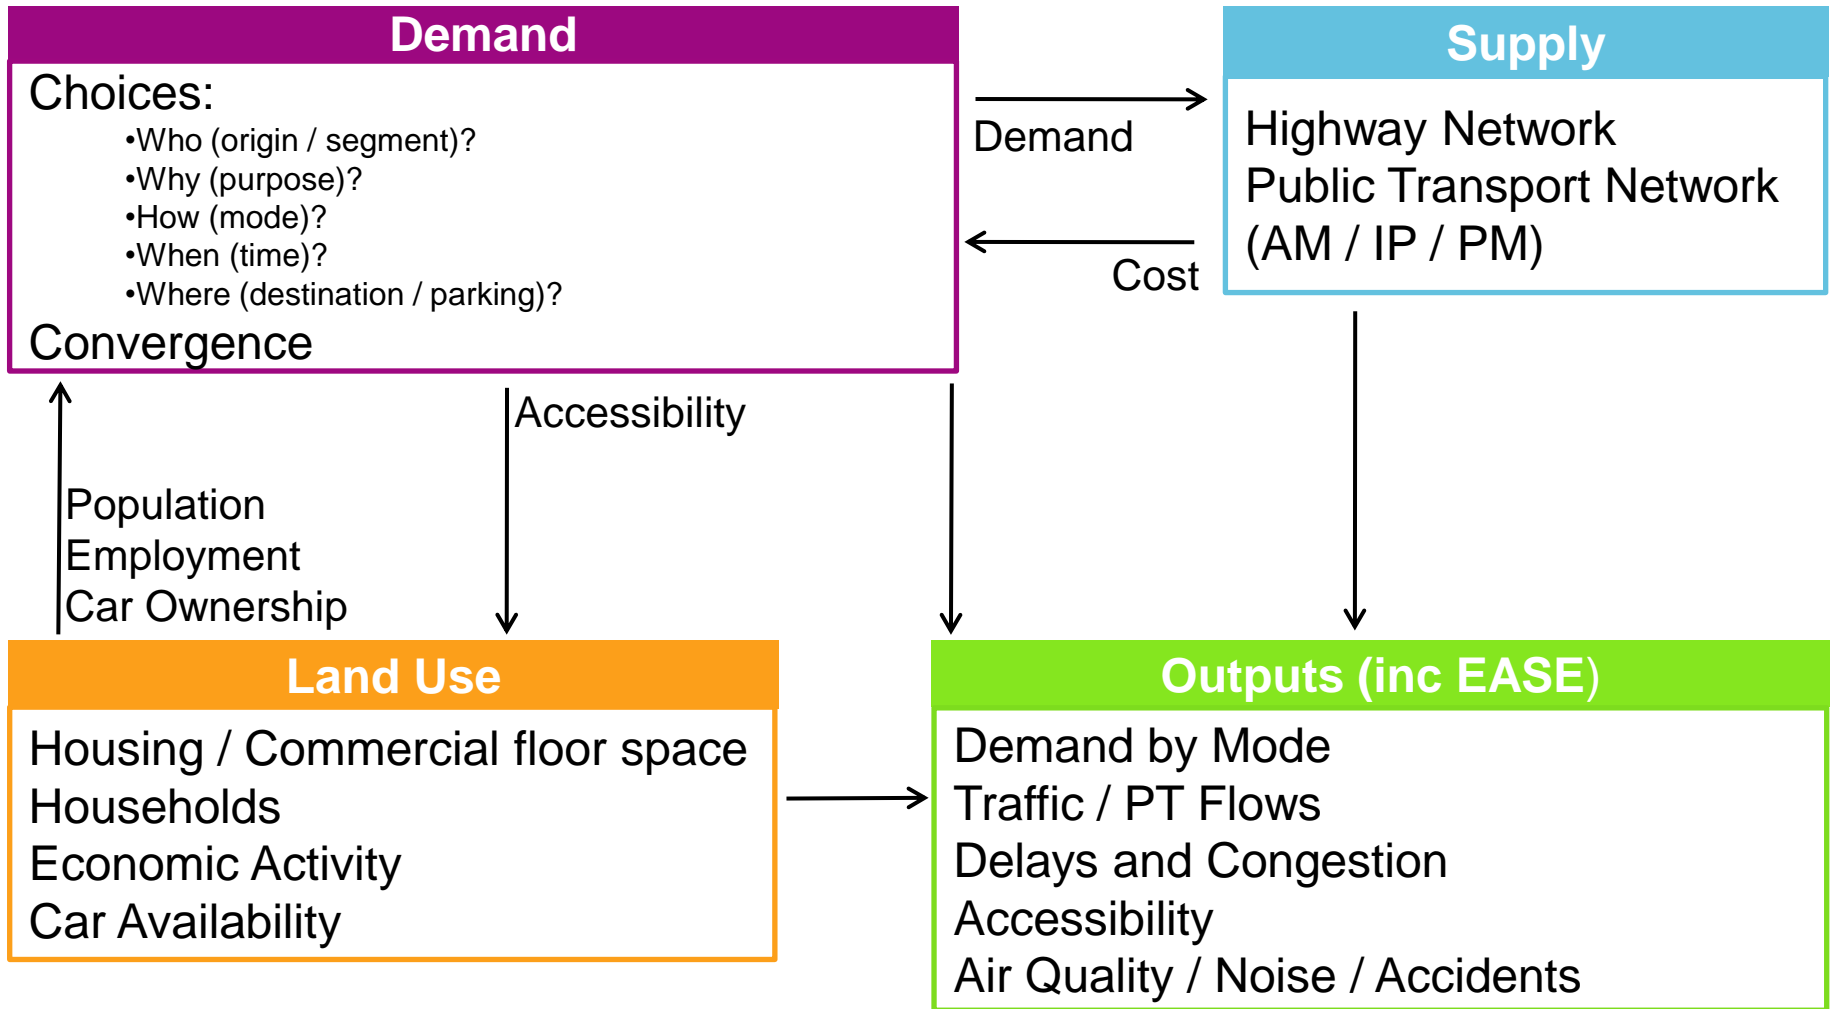 Demand
Choices:
•Who (origin / segment)?
•Why (purpose)?
•How (mode)?
•When (time)?
•Where (destination / parking)?
Convergence
Demand
Cost
Supply
Highway Network
Public Transport Network
(AM / IP / PM)
Accessibility
Population
Employment
Car Ownership
Land Use
Housing / Commercial floor space
Households
Economic Activity
Car Availability
Outputs (inc EASE)
Demand by Mode
Traffic / PT Flows
Delays and Congestion
Accessibility
Air Quality / Noise / Accidents